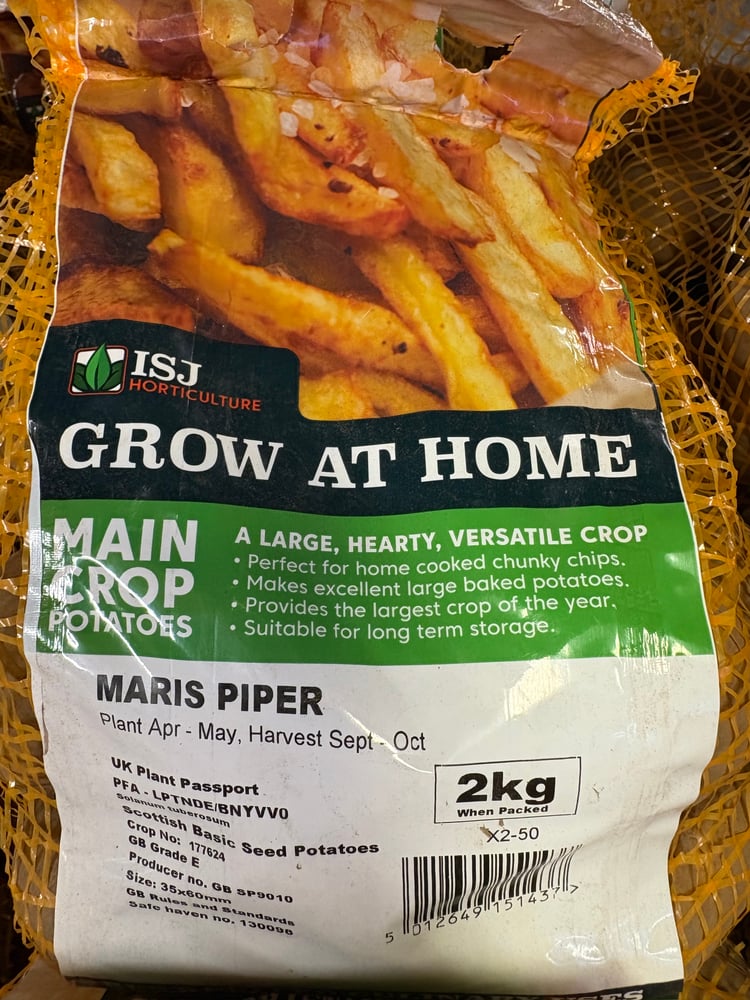 ISJ
HORTICULTURE
GROW AT HOME
MAIN
CROP
POTATOES
A LARGE, HEARTY, VERSATILE CROP
• Perfect for home cooked chunky chips.
• Makes excellent large baked potatoes.
• Provides the largest crop of the year.
• Suitable for long term storage.
MARIS PIPER
Plant Apr - May, Harvest Sept - Oct
UK Plant Passport
PFA - LPTNDE/BNYVV0
Solanum tuberosum
Scottish Basic Seed Potatoes
Crop No: 177624
GB Grade E
Producer no. GB SP9010
Size: 35x60mm
GB Rules and Standards
Safe haven no. 130096
2kg
When Packed
X2-50
5 012649 151437 >